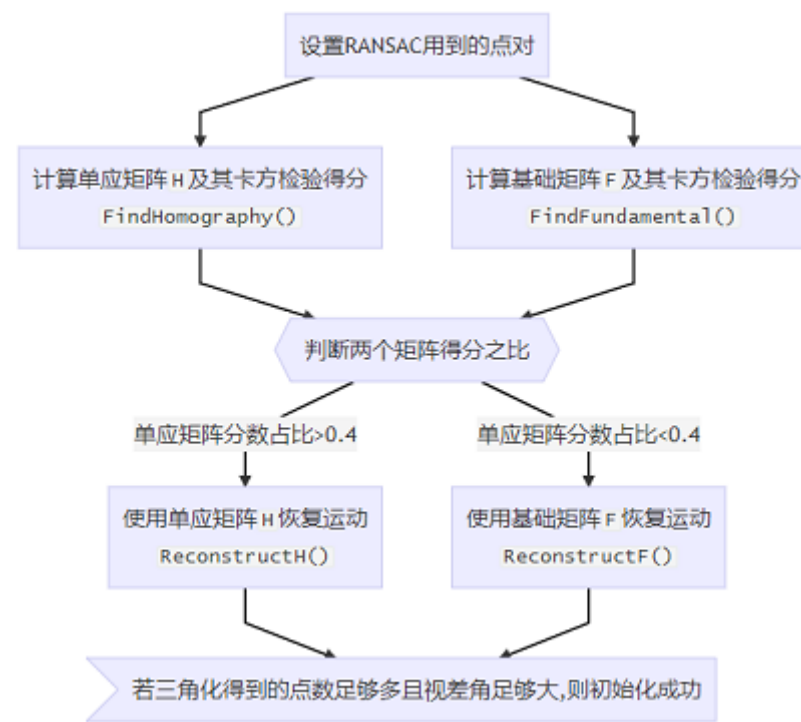 设置RANSAC用到的点对
计算单应矩阵 H 及其卡方检验得分
FindHomography()
计算基础矩阵 F 及其卡方检验得分
FindFundamental()
判断两个矩阵得分之比
单应矩阵分数占比>0.4
单应矩阵分数占比<0.4
使用单应矩阵 H 恢复运动
ReconstructH()
使用基础矩阵 F 恢复运动
ReconstructF()
若三角化得到的点数足够多且视差角足够大,则初始化成功